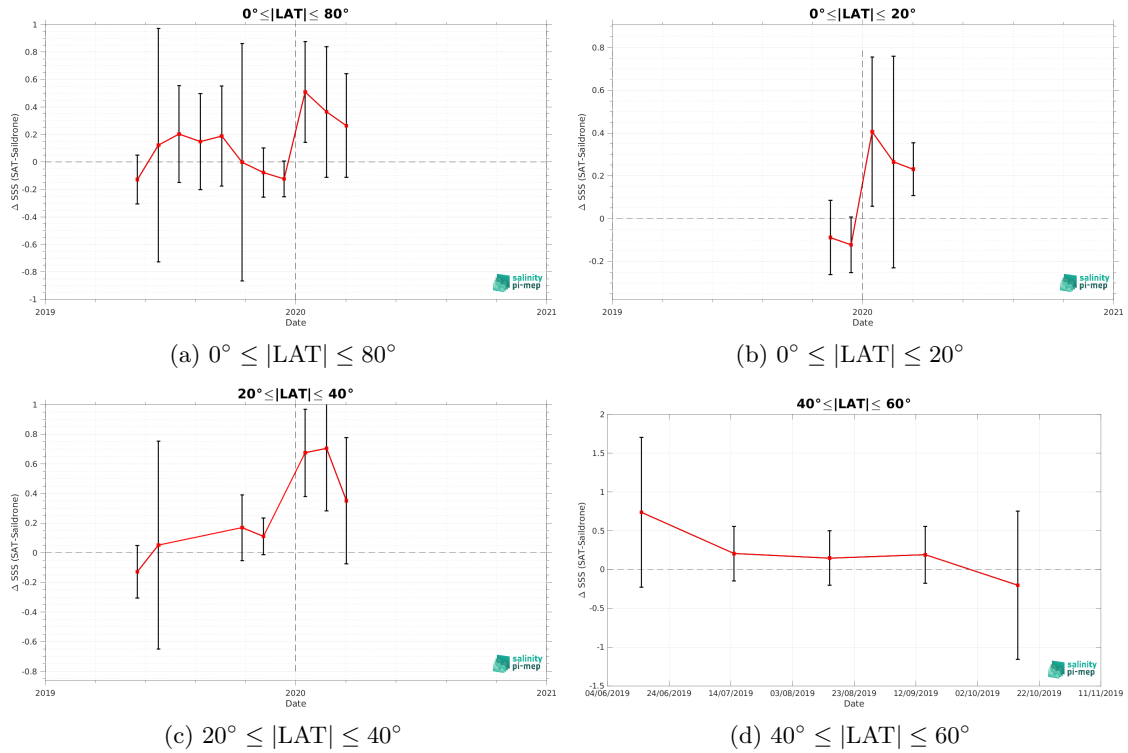 0°≤|LAT|≤ 80°
1
0.8
0.6
0.4
0.2
0
-0.2
-0.4
-0.6
-0.8
-1
Δ SSS (SAT-Saildrone)
2019
2020
2021
Date
salinity
pi-mep
(a) 0° ≤ |LAT| ≤ 80°
0°≤|LAT|≤ 20°
0.8
0.6
0.4
0.2
0
-0.2
Δ SSS (SAT-Saildrone)
2019
2020
2021
Date
salinity
pi-mep
(b) 0° ≤ |LAT| ≤ 20°
20°≤|LAT|≤ 40°
1
0.8
0.6
0.4
0.2
0
-0.2
-0.4
-0.6
-0.8
Δ SSS (SAT-Saildrone)
2019
2020
2021
Date
salinity
pi-mep
(c) 20° ≤ |LAT| ≤ 40°
40°≤|LAT|≤ 60°
2
1.5
1
0.5
0
-0.5
-1
-1.5
Δ SSS (SAT-Saildrone)
04/06/2019
24/06/2019
14/07/2019
03/08/2019
23/08/2019
12/09/2019
02/10/2019
22/10/2019
11/11/2019
Date
salinity
pi-mep
(d) 40° ≤ |LAT| ≤ 60°